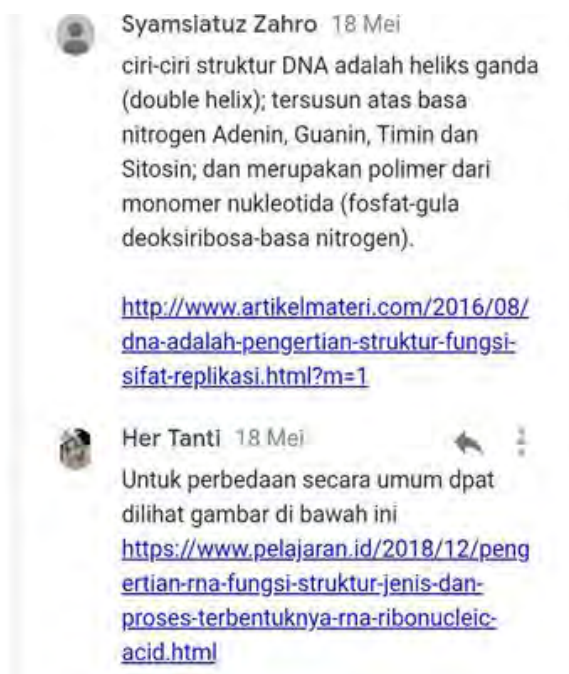 Syamsiatuz Zahro 18 Mei
ciri-ciri struktur DNA adalah heliks ganda
(double helix); tersusun atas basa
nitrogen Adenin, Guanin, Timin dan
Sitosin; dan merupakan polimer dari
monomer nukleotida (fosfat-gula
deoksiribosa-basa nitrogen).
http://www.artikelmateri.com/2016/08/
dna-adalah-pengertian-struktur-fungsi-
sifat-replikasi.html?m=1
Her Tanti 18 Mei
Untuk perbedaan secara umum dpat
dilihat gambar di bawah ini
https://www.pelajaran.id/2018/12/peng
ertian-rna-fungsi-struktur-jenis-dan-
proses-terbentuknya-rna-ribonucleic-
acid.html